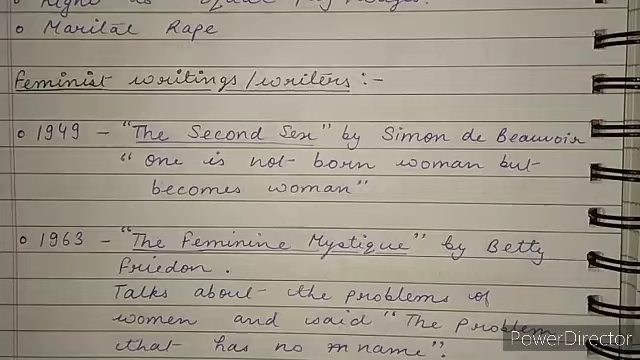 o Marital Rape
Feminist writings/writers :-
o 1949 - "The Second Sex" by Simon de Beauvoir
" one is not born woman but
becomes woman"
o 1963 - "The Feminine Mystique" by Betty
Friedon.
Talks about the problems of
women and said "The problem
that has no name".
PowerDirector